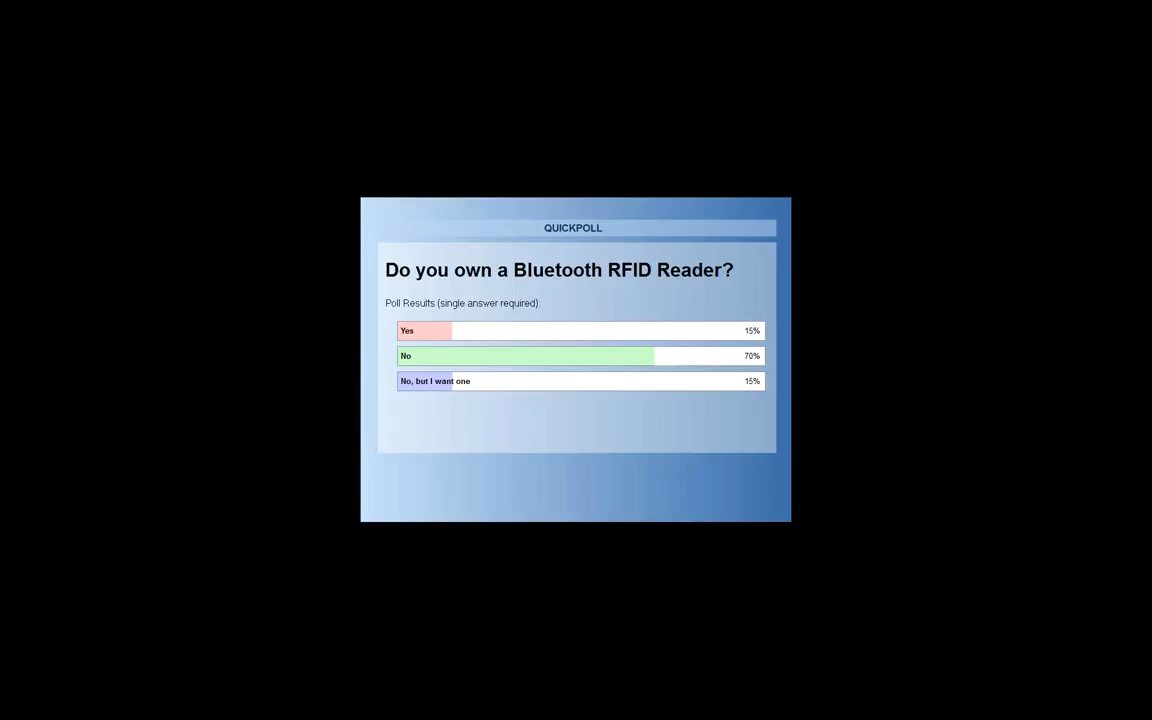 QUICKPOLL
Do you own a Bluetooth RFID Reader?
Poll Results (single answer required):
Yes 15%
No 70%
No, but I want one 15%